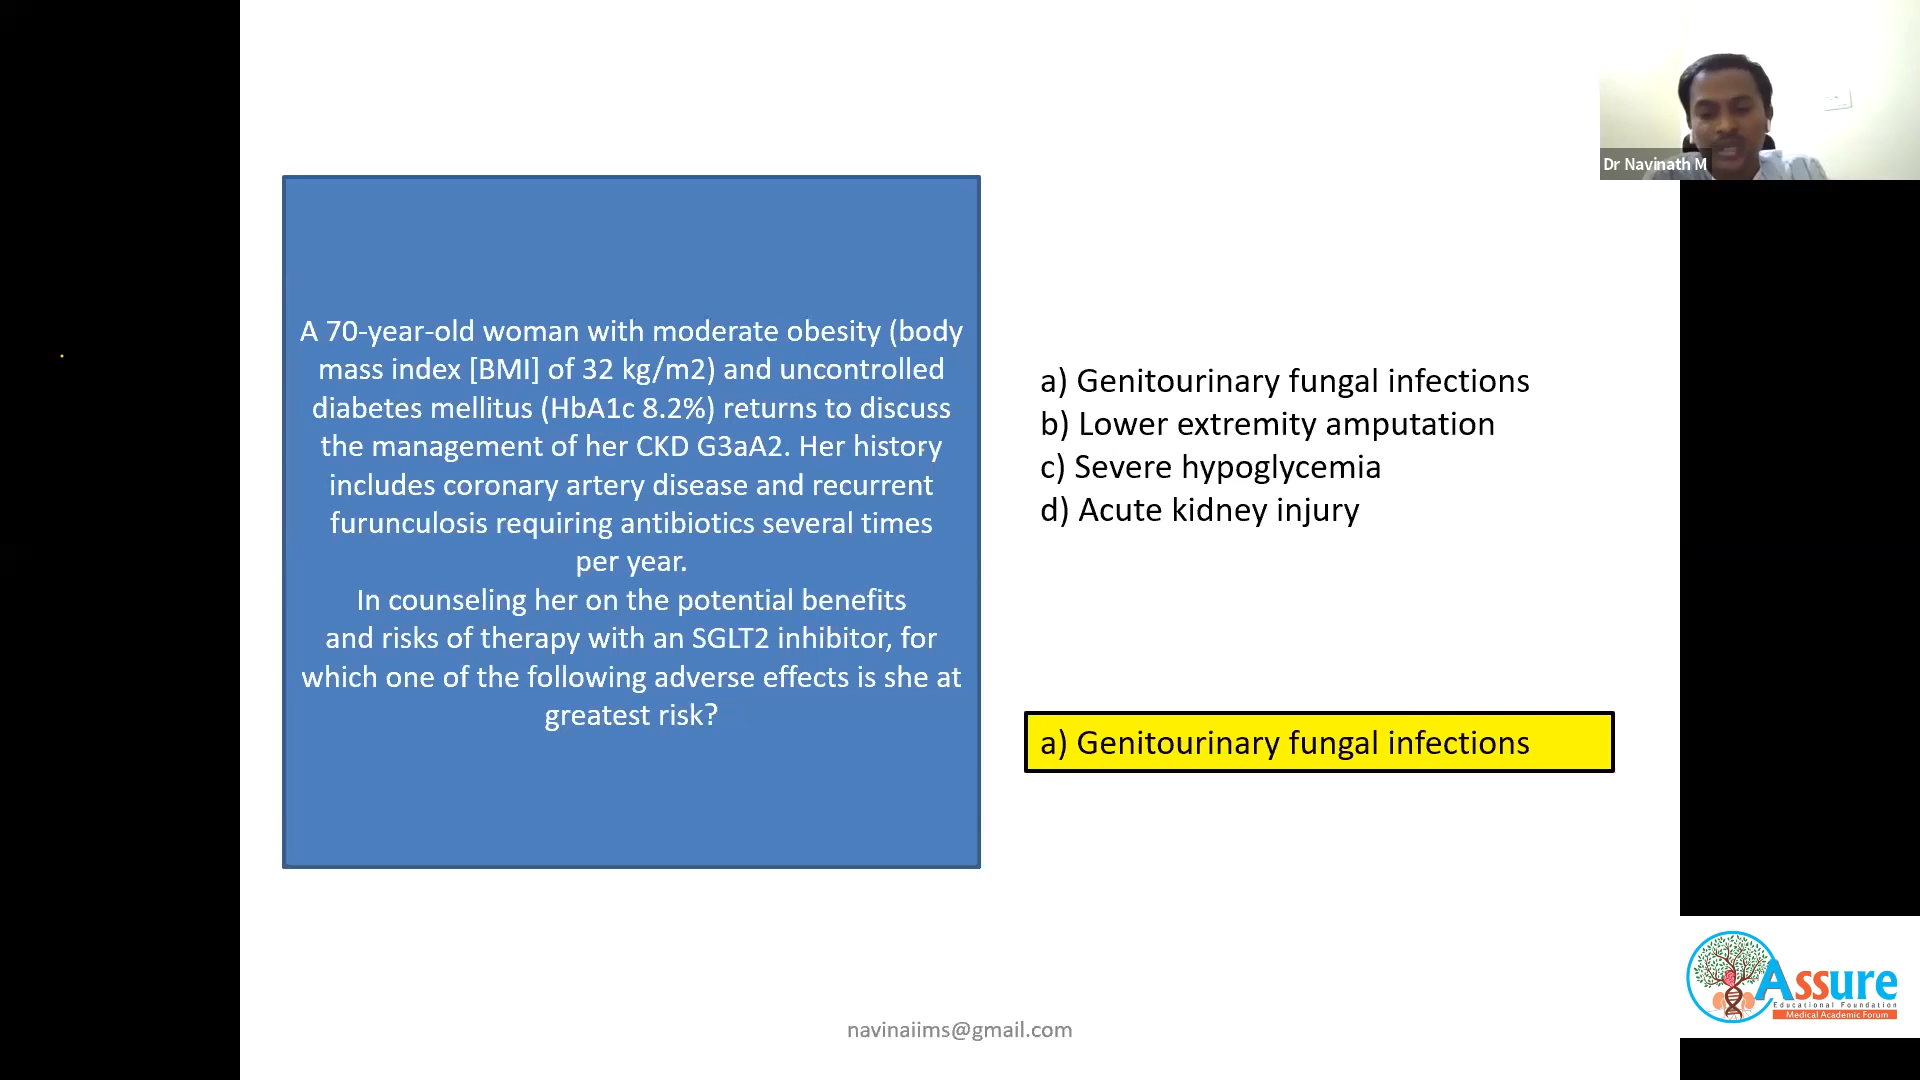 Dr Navinath M
A 70-year-old woman with moderate obesity (body
mass index [BMI] of 32 kg/m2) and uncontrolled
diabetes mellitus (HbA1c 8.2%) returns to discuss
the management of her CKD G3aA2. Her history
includes coronary artery disease and recurrent
furunculosis requiring antibiotics several times
per year.
In counseling her on the potential benefits
and risks of therapy with an SGLT2 inhibitor, for
which one of the following adverse effects is she at
greatest risk?
a) Genitourinary fungal infections
b) Lower extremity amputation
c) Severe hypoglycemia
d) Acute kidney injury
a) Genitourinary fungal infections
navinaiims@gmail.com
Assure
Educational Foundation
Medical Academic Forum